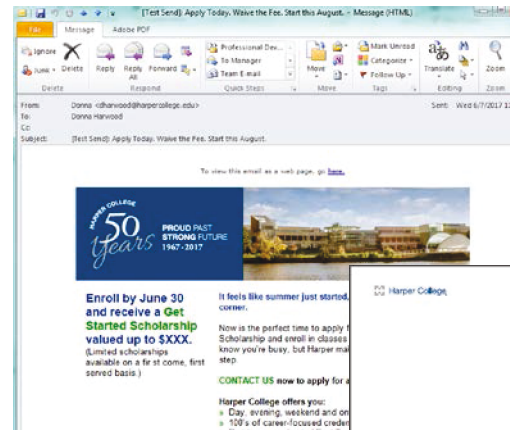 [Test Send]: Apply Today. Waive the Fee. Start this August. - Message (HTML)
File Message Adobe PDF
Ignore
Junk Delete
Reply Reply All Forward
Professional Dev...
To Manager
Team E-mail
Move
Mark Unread
Categorize
Follow Up
Translate
Zoom
Delete Respond Quick Steps Move Tags Editing Zoom
From: Donna <dharwood@harpercollege.edu> Sent: Wed 6/7/2017 1
To: Donna Harwood
Cc:
Subject: [Test Send]: Apply Today. Waive the Fee. Start this August.
To view this email as a web page, go here.
HARPER COLLEGE
50 Years
PROUD PAST
STRONG FUTURE
1967-2017
Enroll by June 30
and receive a Get
Started Scholarship
valued up to $XXX.
(Limited scholarships
available on a fir st come, first
served basis.)
It feels like summer just started,
corner.
Now is the perfect time to apply f
Scholarship and enroll in classes
know you're busy, but Harper mak
step.
CONTACT US now to apply for a
Harper College offers you:
» Day, evening, weekend and on
» 100's of career-focused creden
Harper College